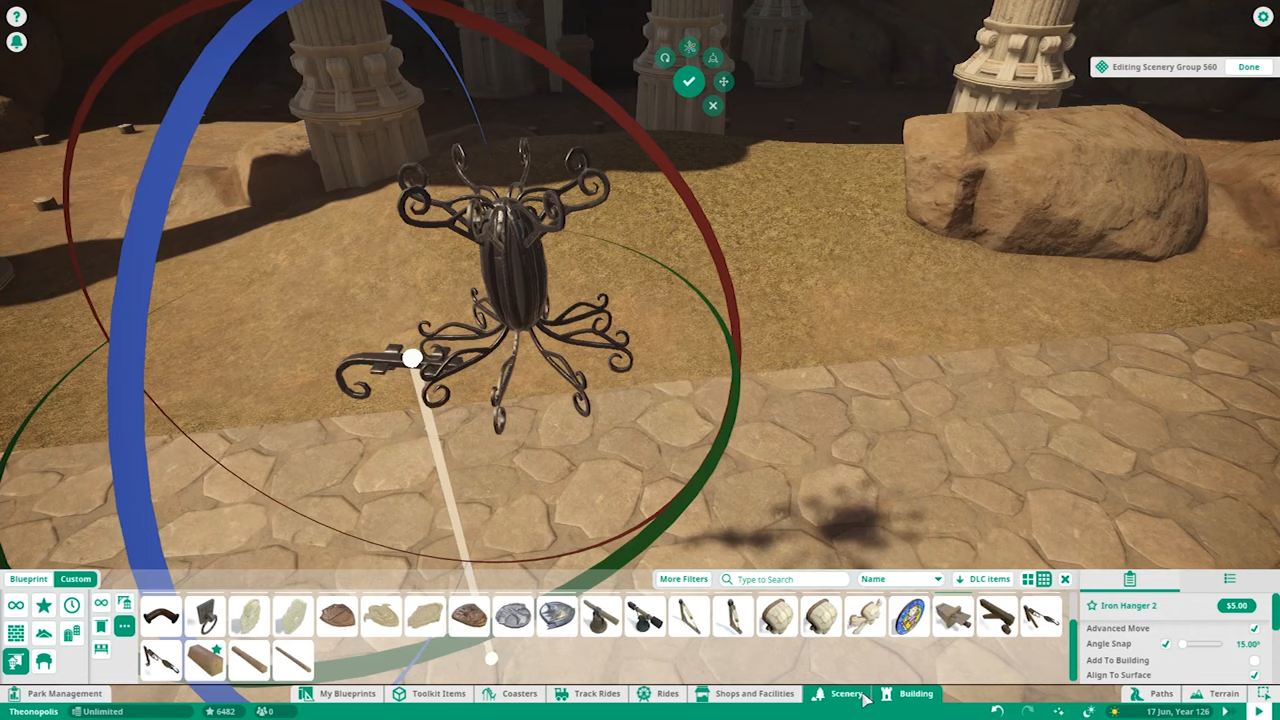 ?
Editing Scenery Group 560 Done
Blueprint Custom More Filters Type to Search Name DLC items
Iron Hanger 2 $5.00
Advanced Move
Angle Snap 15.00°
Add To Building
Align To Surface
Park Management My Blueprints Toolkit Items Coasters Track Rides Rides Shops and Facilities Scenery Building Paths Terrain
Theonopolis Unlimited 6482 0 17 Jun, Year 126